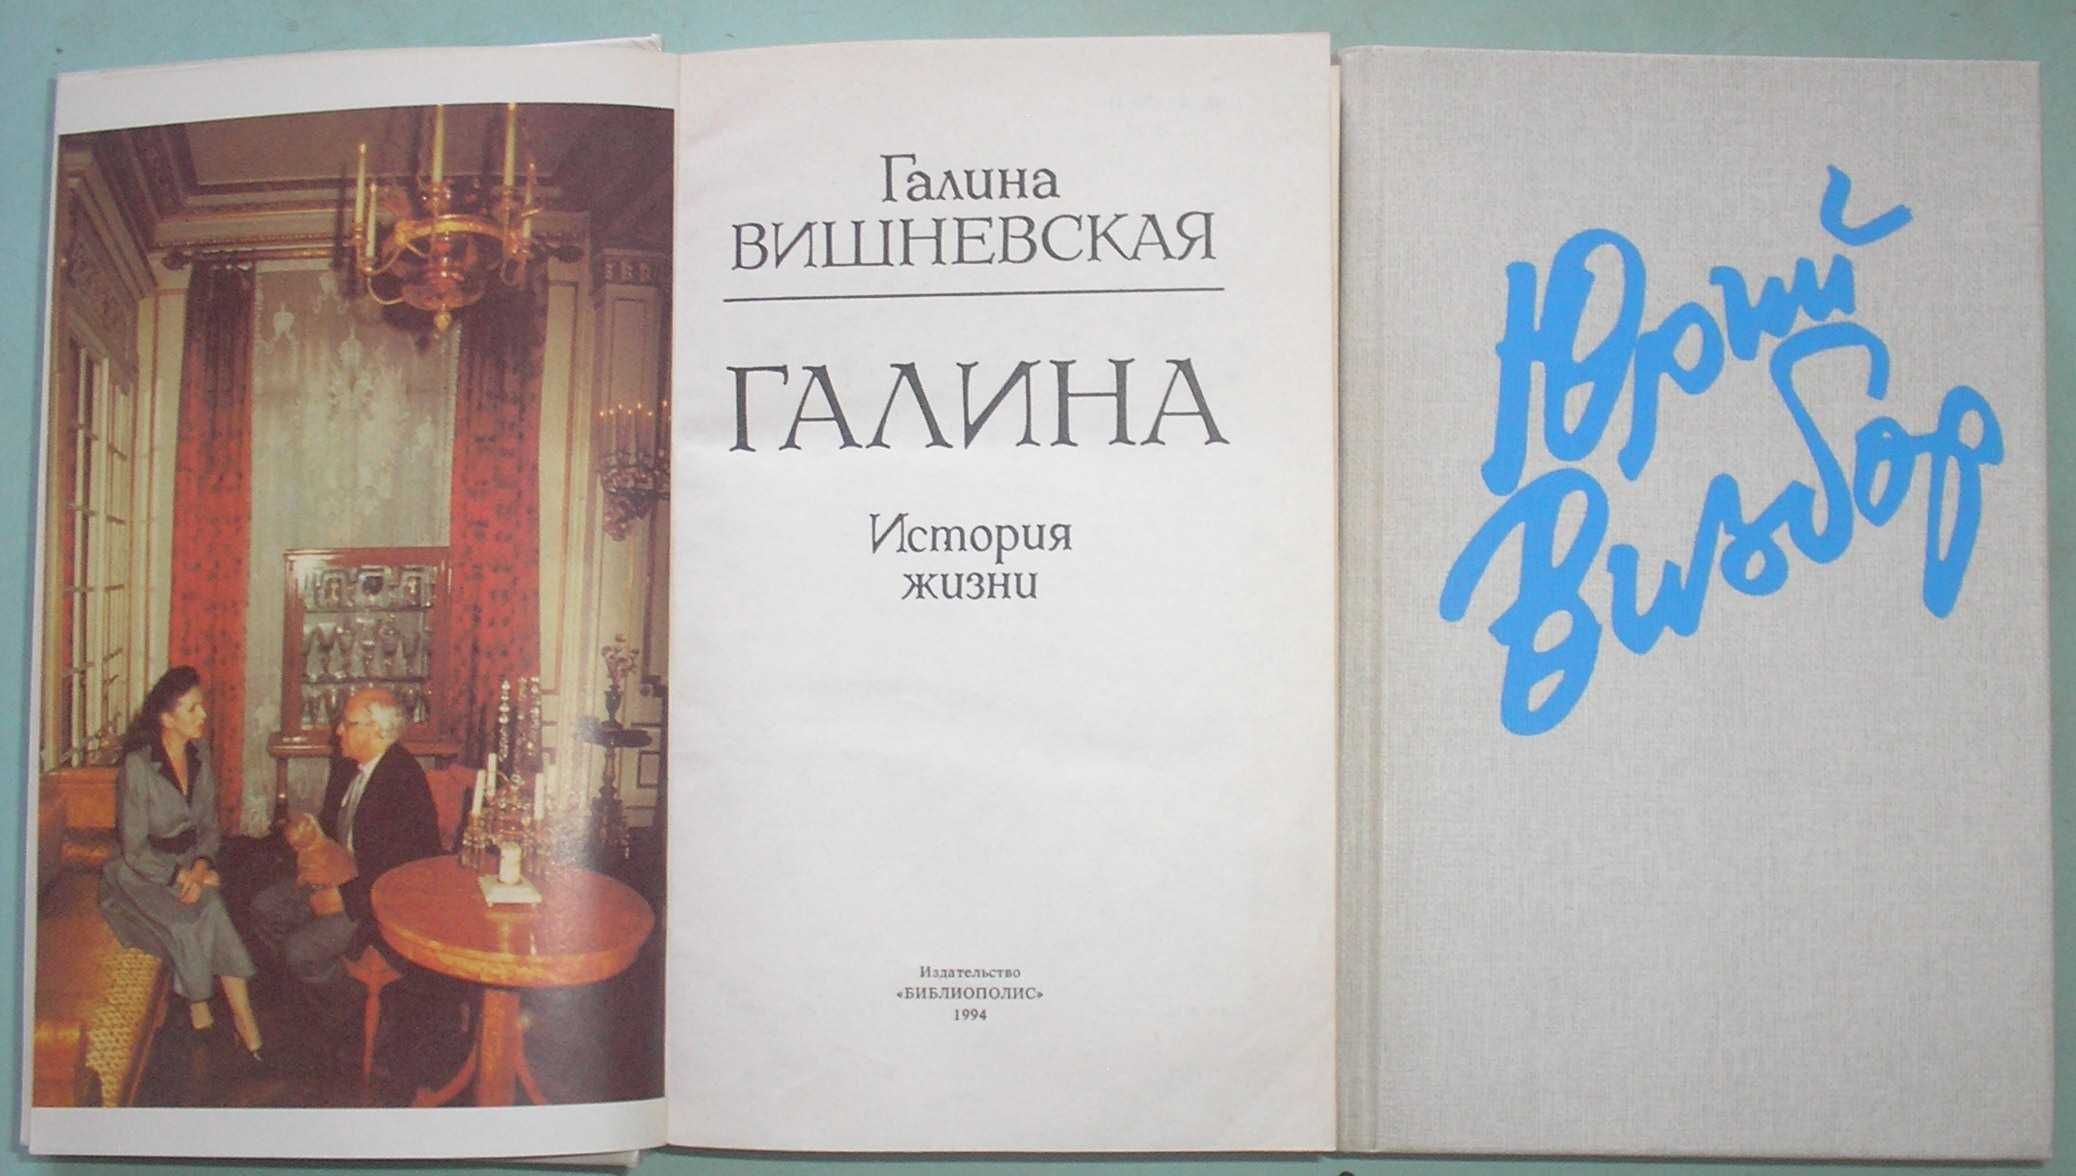 Галина
ВИШНЕВСКАЯ
ГАЛИНА
История
жизни
Издательство
«БИБЛИОПОЛИС»
1994
Юрий
Визбор